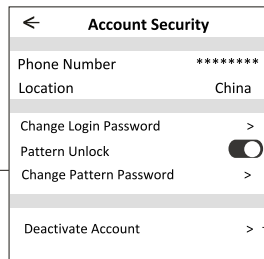 Account Security
Phone Number ********
Location China
Change Login Password >
Pattern Unlock
Change Pattern Password >
Deactivate Account >